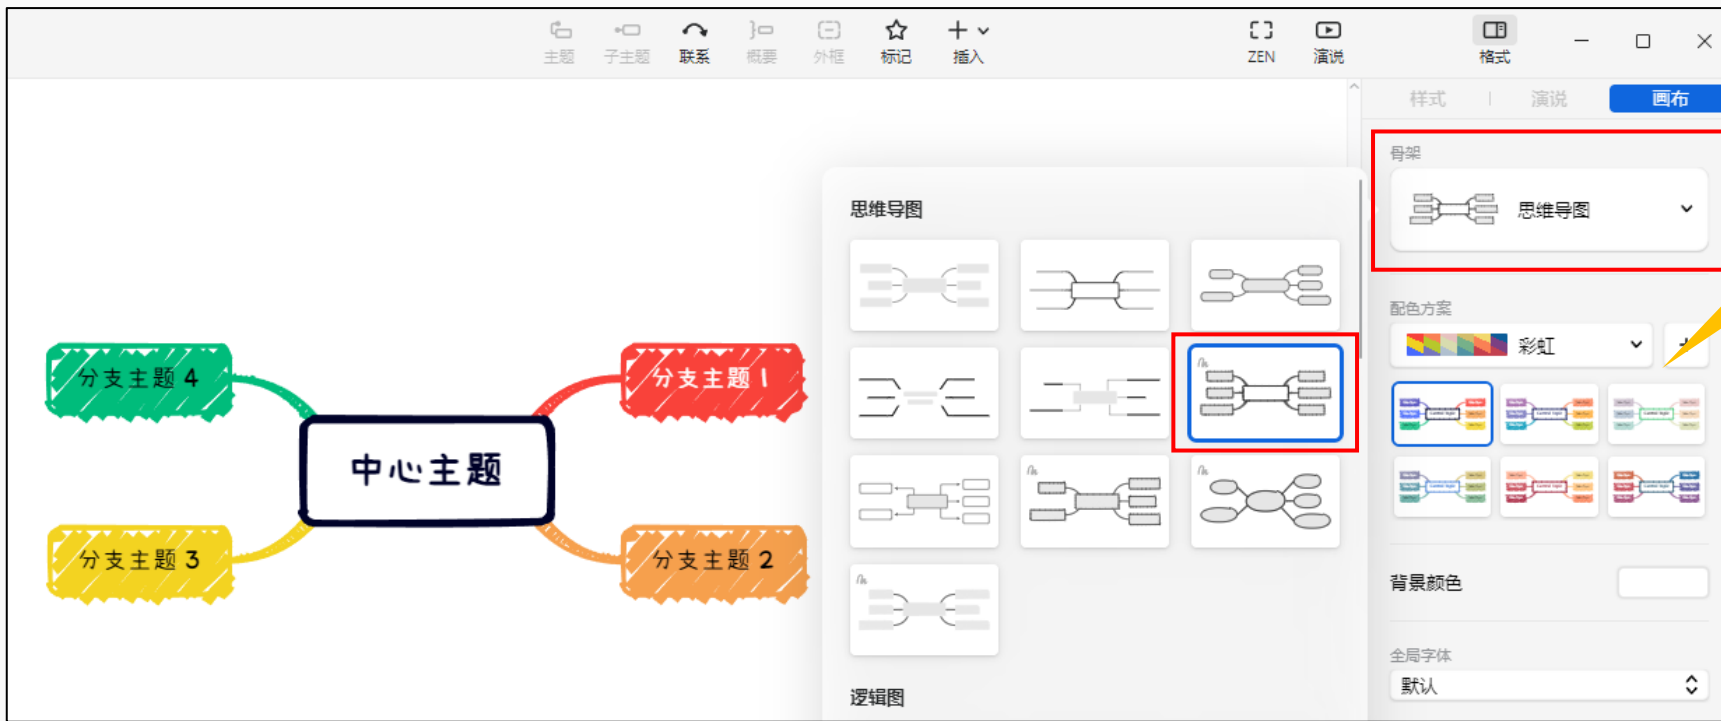 主题
子主题
联系
概要
外框
标记
插入
ZEN
演说
格式
样式
演说
画布
骨架
思维导图
思维导图
配色方案
彩虹
分支主题 4
分支主题 1
中心主题
分支主题 3
分支主题 2
背景颜色
全局字体
默认
逻辑图